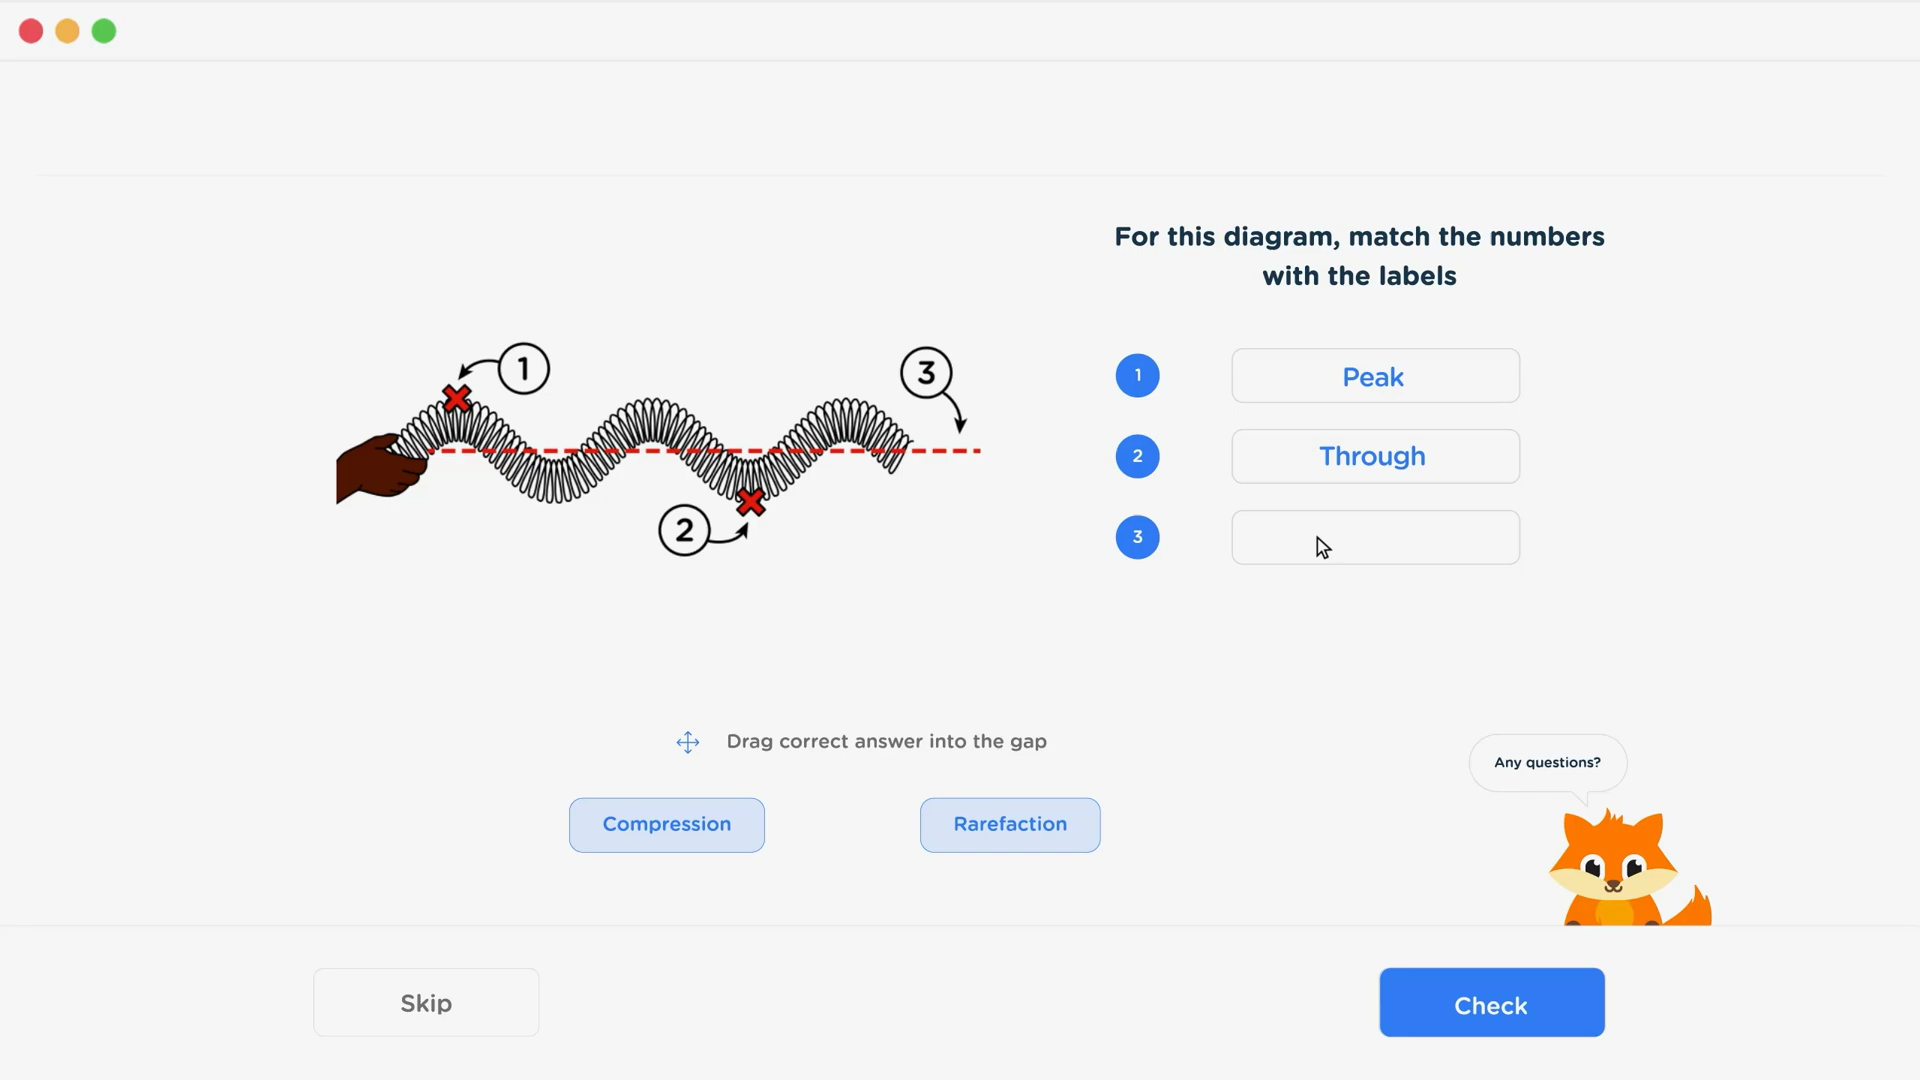 For this diagram, match the numbers
with the labels
1
3
1
Peak
2
Through
2
3
Drag correct answer into the gap
Any questions?
Compression
Rarefaction
Skip
Check